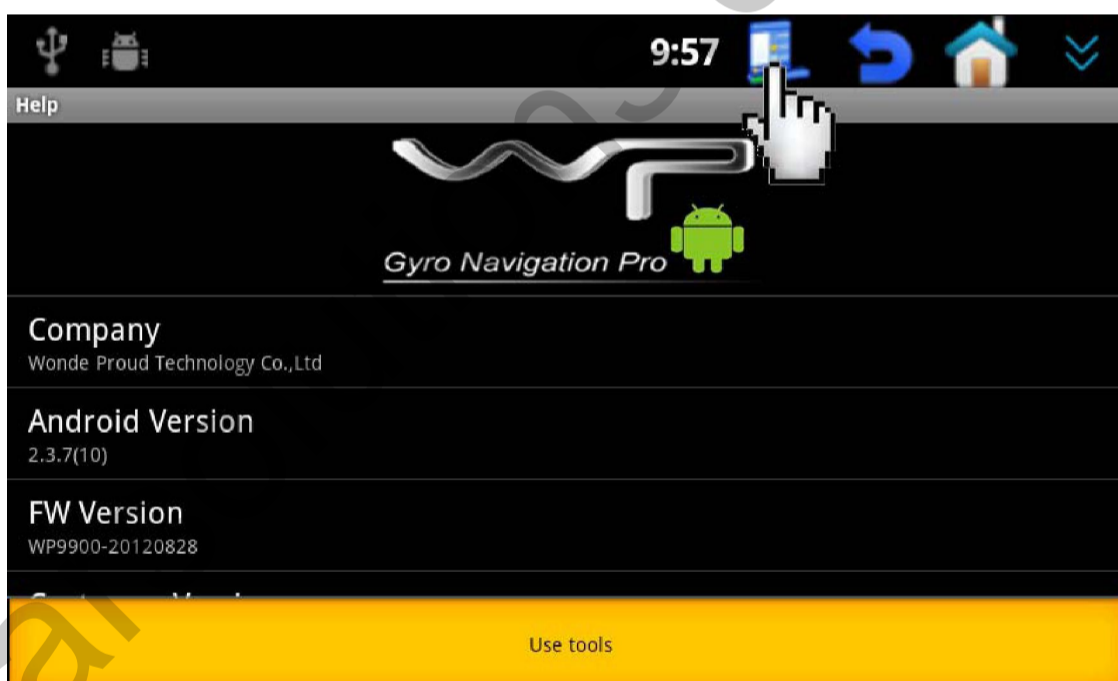 9:57
Help
WP
Gyro Navigation Pro
Company
Wonde Proud Technology Co.,Ltd
Android Version
2.3.7(10)
FW Version
WP9900-20120828
Use tools